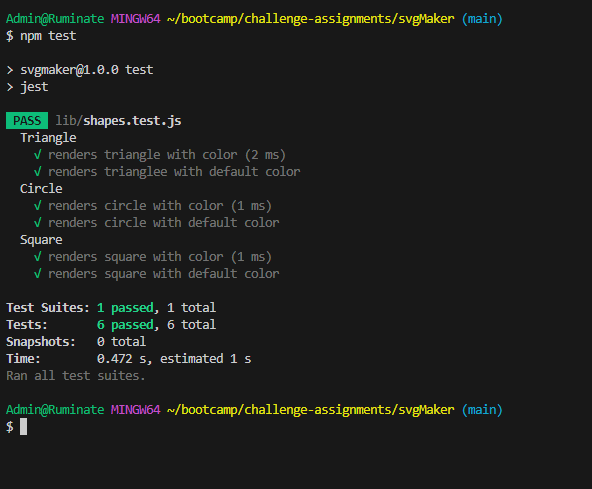 Admin@Ruminate MINGW64 ~/bootcamp/challenge-assignments/svgMaker (main)
$ npm test
> svgmaker@1.0.0 test
> jest
PASS lib/shapes.test.js
Triangle
√ renders triangle with color (2 ms)
√ renders trianglee with default color
Circle
√ renders circle with color (1 ms)
√ renders circle with default color
Square
√ renders square with color (1 ms)
√ renders square with default color
Test Suites: 1 passed, 1 total
Tests: 6 passed, 6 total
Snapshots: 0 total
Time: 0.472 s, estimated 1 s
Ran all test suites.
Admin@Ruminate MINGW64 ~/bootcamp/challenge-assignments/svgMaker (main)
$